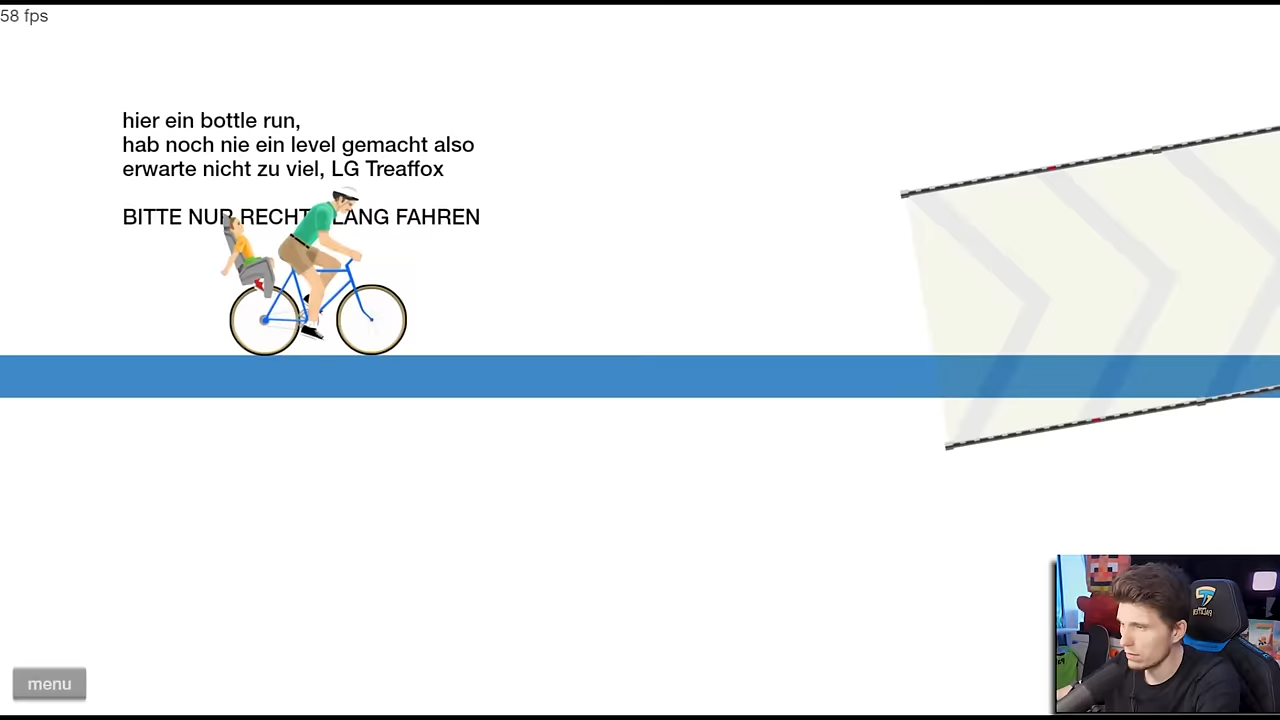 58 fps
hier ein bottle run,
hab noch nie ein level gemacht also
erwarte nicht zu viel, LG Treaffox
BITTE NUR RECHTS LANG FAHREN
menu